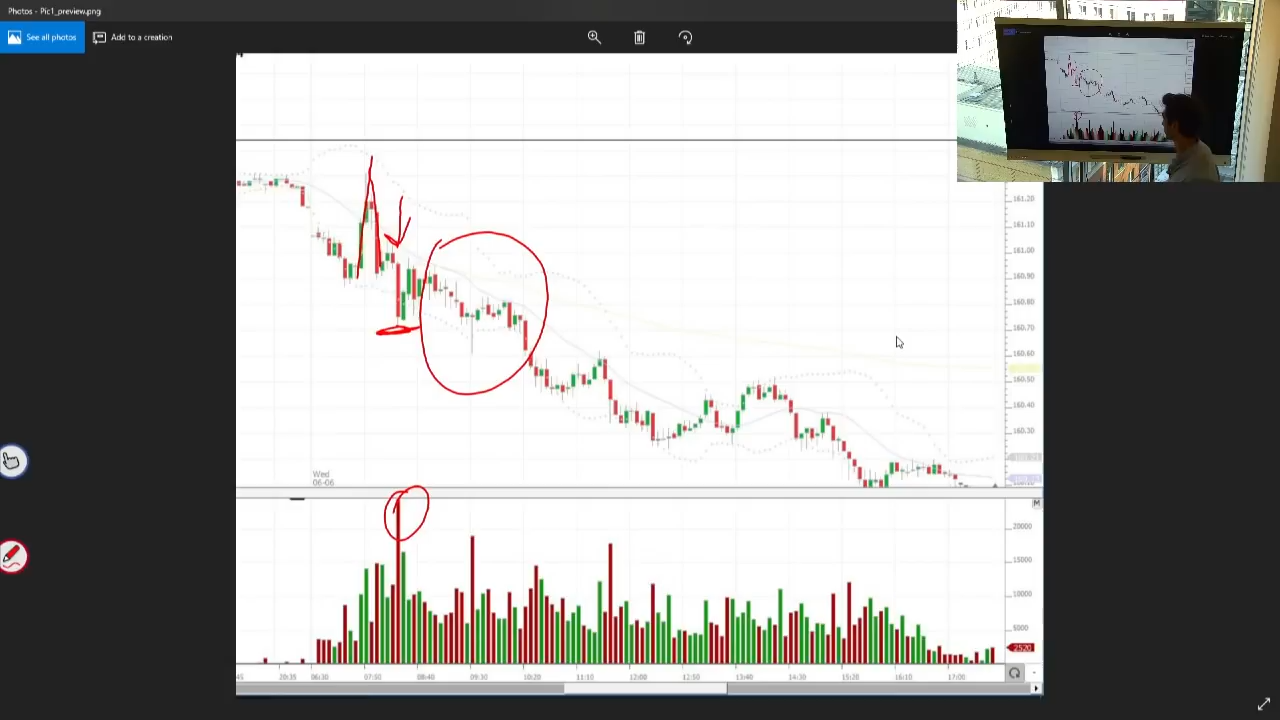 Photos - Pic1_preview.png
See all photos
Add to a creation
161.20
161.10
161.00
160.90
160.80
160.70
160.60
160.50
160.40
160.30
Wed
06-06
M
20000
15000
10000
5000
2520
45 20:35 06:30 07:50 08:40 09:30 10:20 11:10 12:00 12:50 13:40 14:30 15:20 16:10 17:00